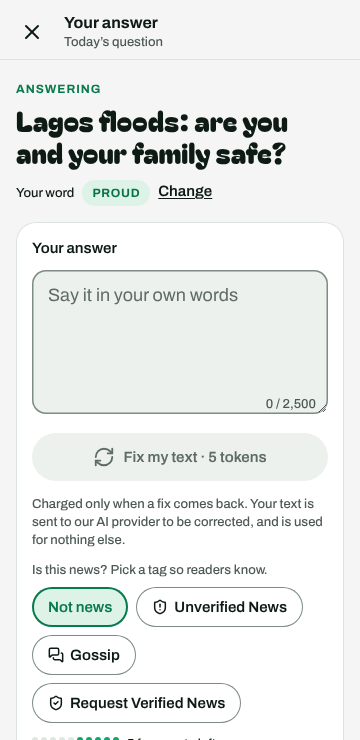 Your answer
Today's question
ANSWERING
Lagos floods: are you
and your family safe?
Your word PROUD Change
Your answer
Say it in your own words
0 / 2,500
Fix my text · 5 tokens
Charged only when a fix comes back. Your text is
sent to our AI provider to be corrected, and is used
for nothing else.
Is this news? Pick a tag so readers know.
Not news
Unverified News
Gossip
Request Verified News